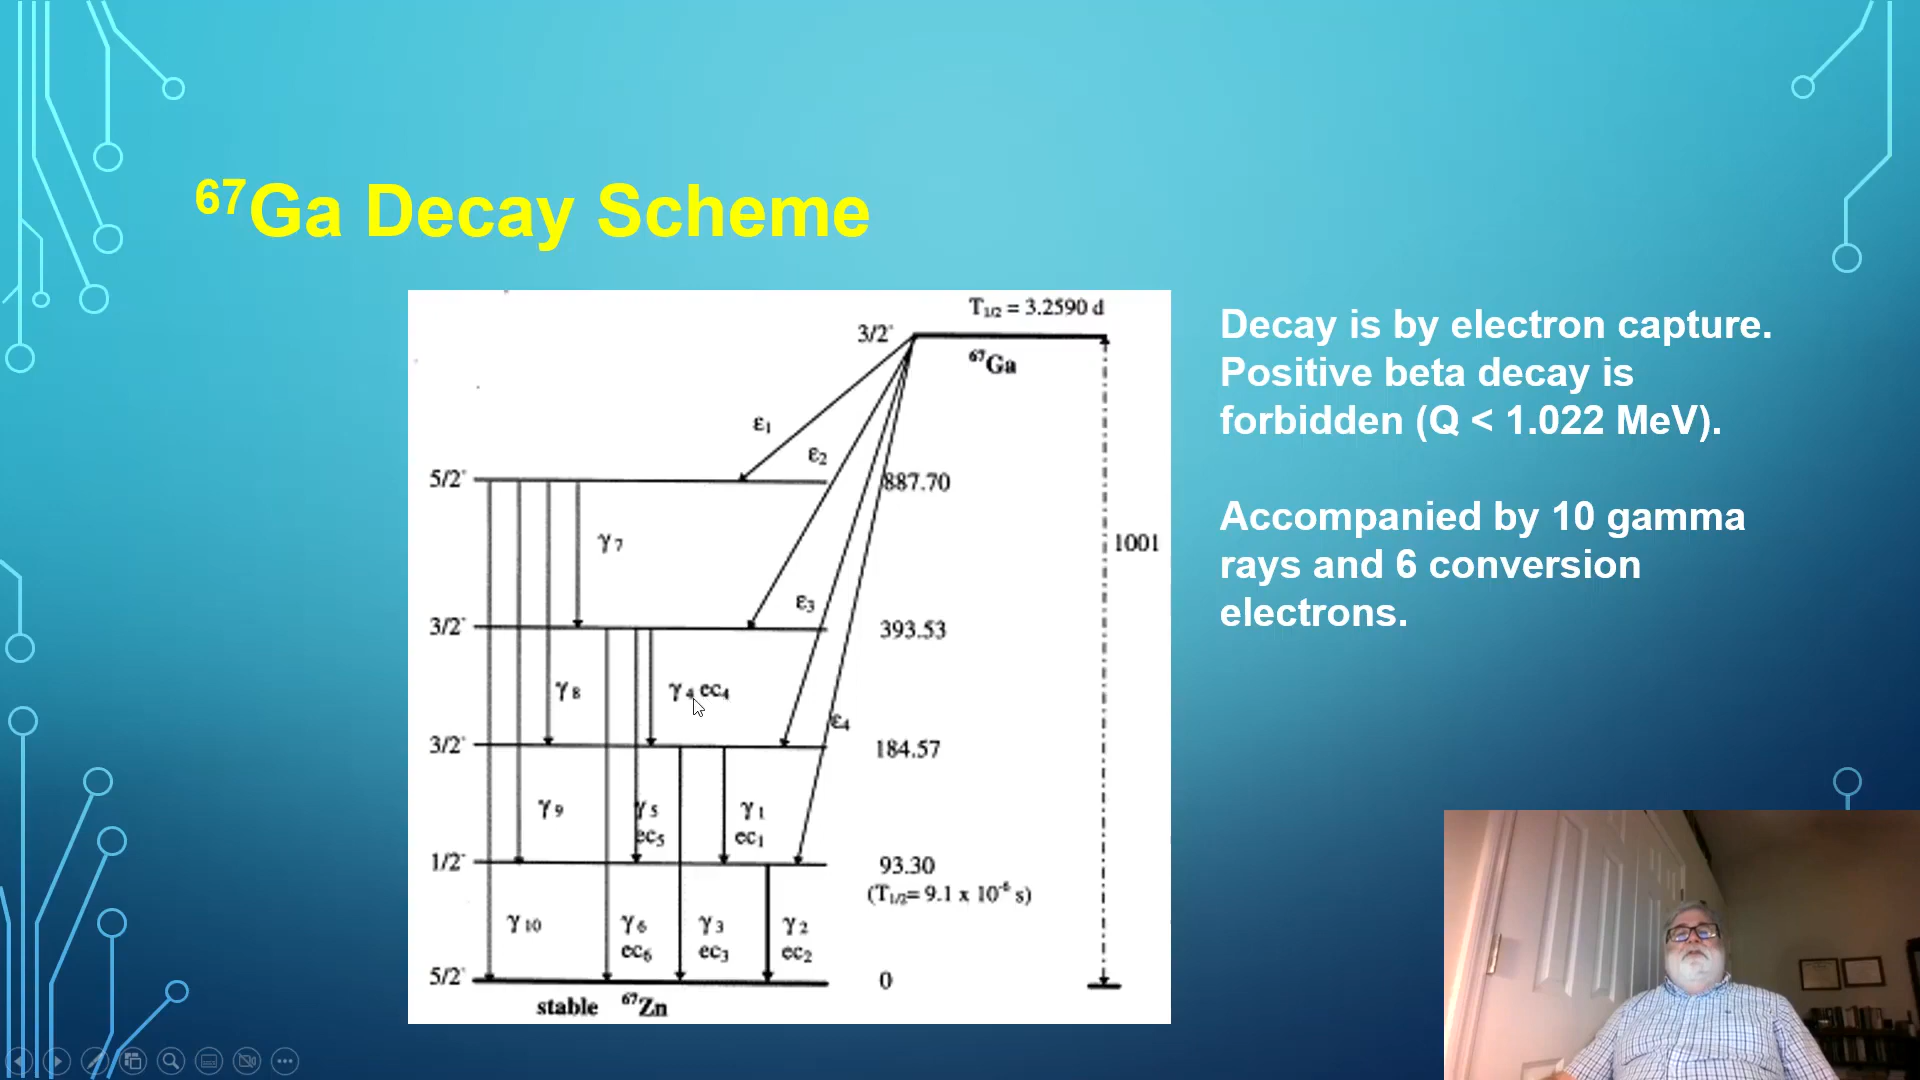 ⁶⁷Ga Decay Scheme
T₁/₂ = 3.2590 d
3/2⁻
⁶⁷Ga
ε₁
ε₂
5/2⁻
887.70
γ₇
1001
ε₃
3/2⁻
393.53
γ₈
γ₄ ec₄
ε₄
3/2⁻
184.57
γ₉
γ₅
γ₁
ec₅
ec₁
1/2⁻
93.30
(T₁/₂= 9.1 x 10⁻⁶ s)
γ₁₀
γ₆
γ₃
γ₂
ec₆
ec₃
ec₂
5/2⁻
0
stable ⁶⁷Zn
Decay is by electron capture.
Positive beta decay is
forbidden (Q < 1.022 MeV).
Accompanied by 10 gamma
rays and 6 conversion
electrons.